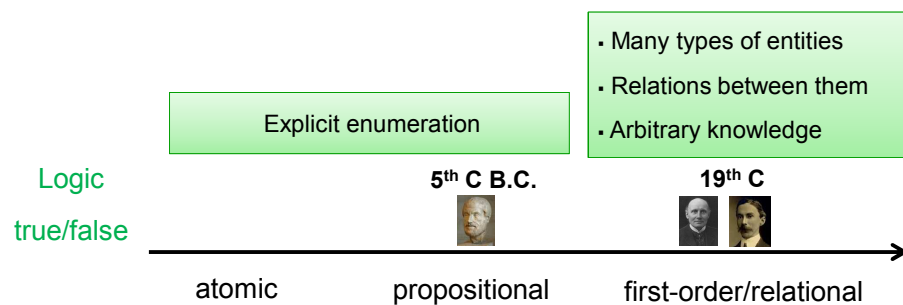 ▪ Many types of entities
▪ Relations between them
▪ Arbitrary knowledge
Explicit enumeration
Logic
true/false
5th C B.C.
19th C
atomic
propositional
first-order/relational